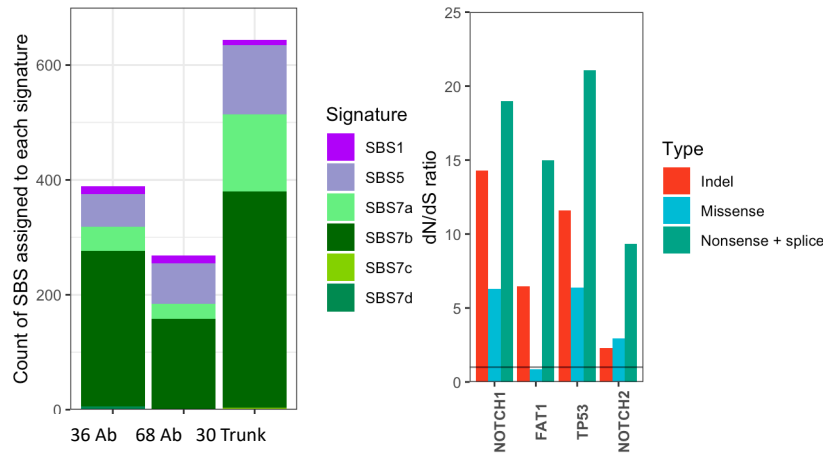 Count of SBS assigned to each signature
600
400
200
0
36 Ab 68 Ab 30 Trunk
Signature
SBS1
SBS5
SBS7a
SBS7b
SBS7c
SBS7d
dN/dS ratio
25
20
15
10
5
0
NOTCH1
FAT1
TP53
NOTCH2
Type
Indel
Missense
Nonsense + splice